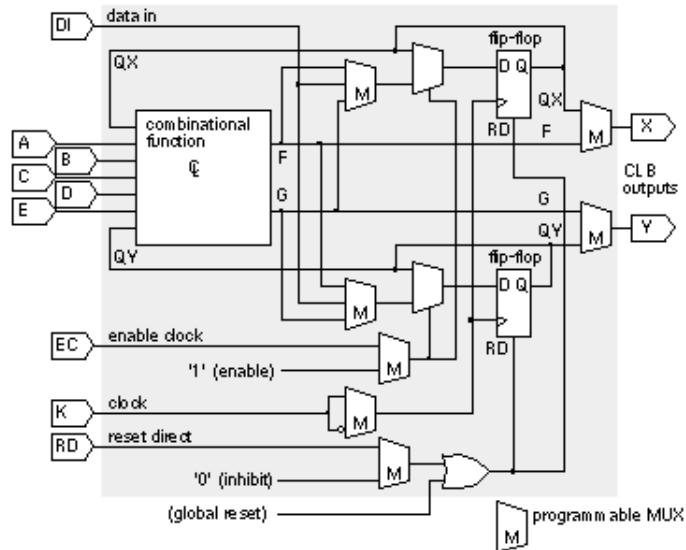 DI
data in
QX
flip-flop
D Q
QX
RD
M
M
X
F
combinational
function
A
B
C
D
E
F
G
CLB
outputs
G
QY
M
Y
QY
flip-flop
D Q
RD
M
EC
enable clock
'1' (enable)
M
K
clock
M
RD
reset direct
'0' (inhibit)
M
(global reset)
M
programmable MUX